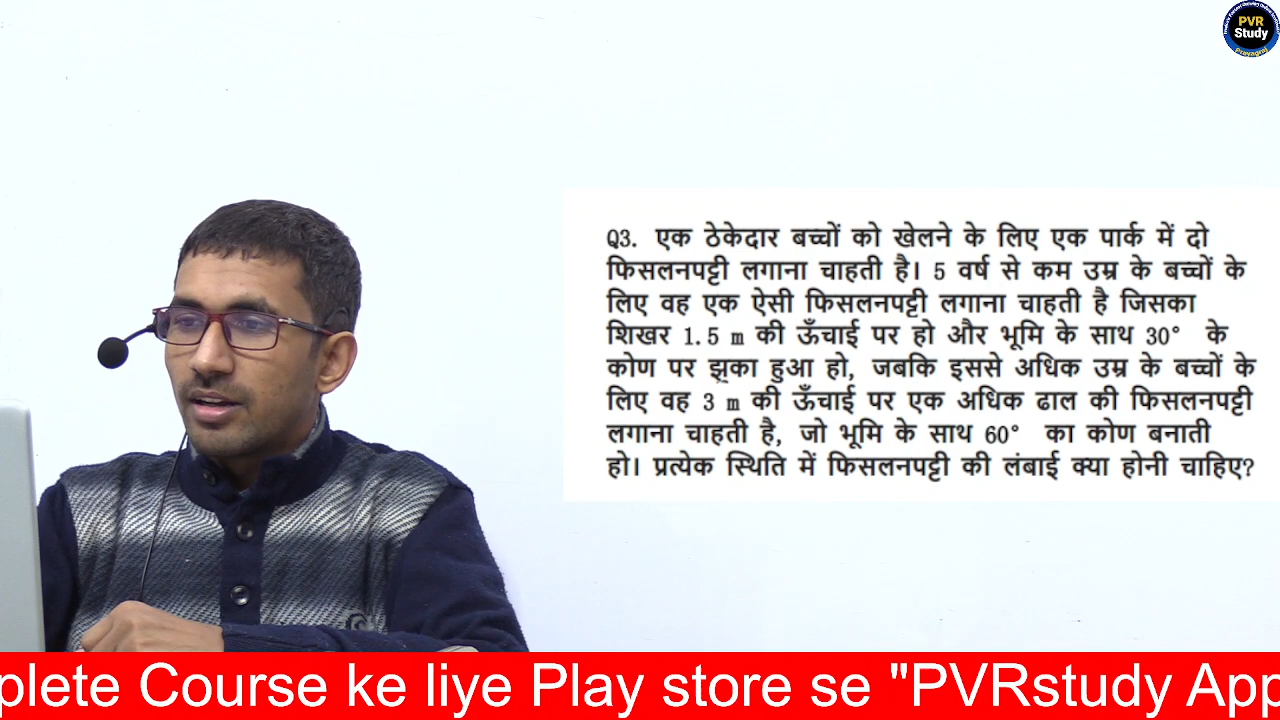 PVR
Study
Prayagraj
Q3. एक ठेकेदार बच्चों को खेलने के लिए एक पार्क में दो
फिसलनपट्टी लगाना चाहती है। 5 वर्ष से कम उम्र के बच्चों के
लिए वह एक ऐसी फिसलनपट्टी लगाना चाहती है जिसका
शिखर 1.5 m की ऊँचाई पर हो और भूमि के साथ 30° के
कोण पर झुका हुआ हो, जबकि इससे अधिक उम्र के बच्चों के
लिए वह 3 m की ऊँचाई पर एक अधिक ढाल की फिसलनपट्टी
लगाना चाहती है, जो भूमि के साथ 60° का कोण बनाती
हो। प्रत्येक स्थिति में फिसलनपट्टी की लंबाई क्या होनी चाहिए?
plete Course ke liye Play store se "PVRstudy App